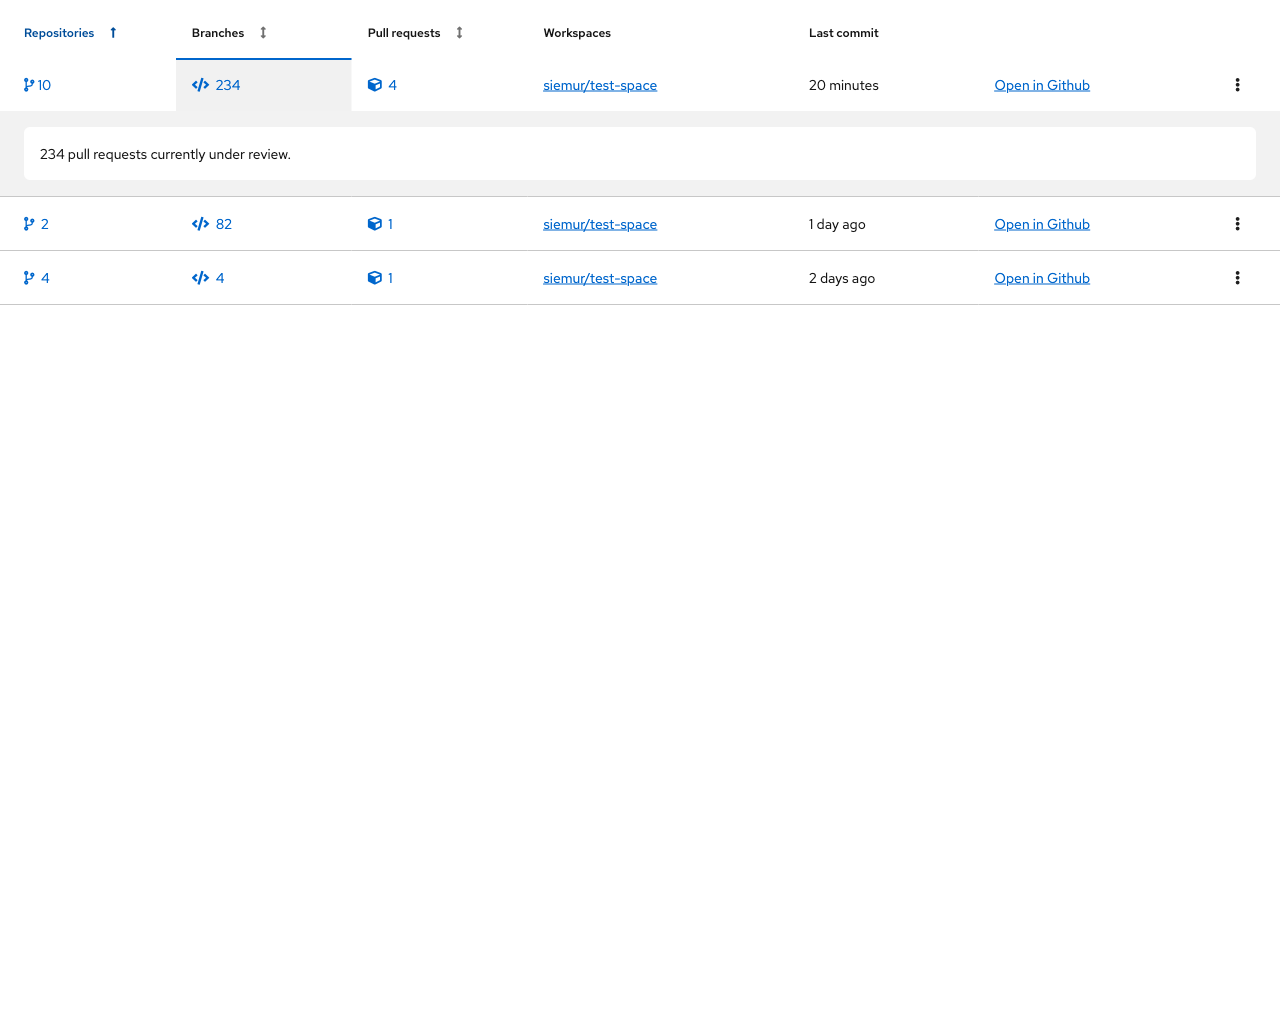 Repositories Branches Pull requests Workspaces Last commit
10 234 4 siemur/test-space 20 minutes Open in Github
234 pull requests currently under review.
2 82 1 siemur/test-space 1 day ago Open in Github
4 4 1 siemur/test-space 2 days ago Open in Github